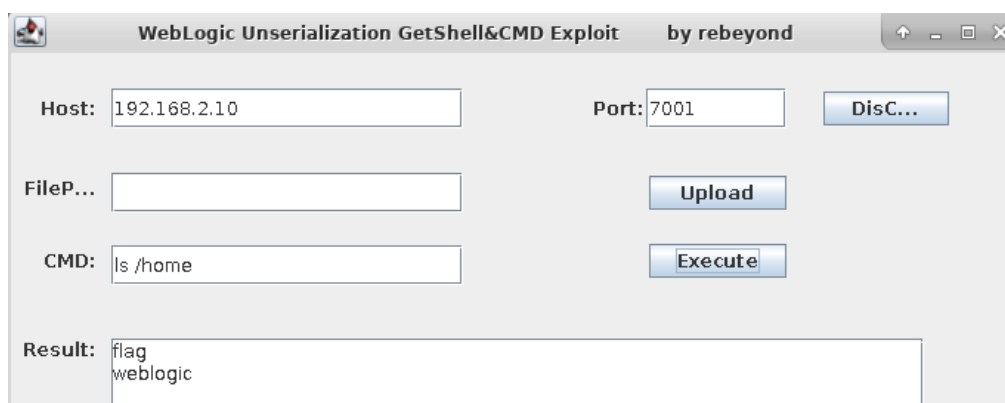 WebLogic Unserialization GetShell&CMD Exploit by rebeyond
Host: 192.168.2.10 Port: 7001 DisC...
FileP... Upload
CMD: ls /home Execute
Result: flag
weblogic